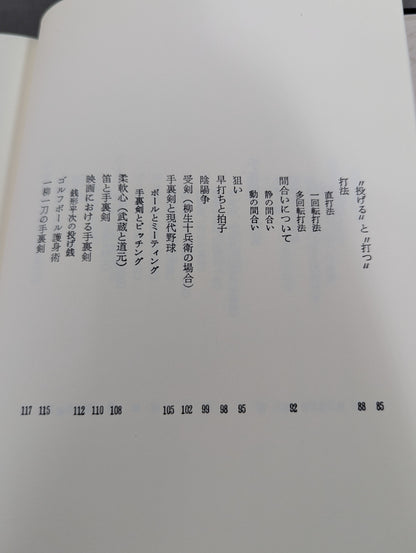 〝投げる〟と〝打つ〟 85
打法 88
直打法
一回転打法
多回転打法
間合いについて 92
静の間合い
動の間合い
狙い 95
早打ちと拍子 98
陰陽争 99
受剣（柳生十兵衛の場合） 102
手裏剣と現代野球 105
ボールとミーティング
手裏剣とピッチング
柔軟心（武蔵と道元） 108
笛と手裏剣 110
映画における手裏剣 112
銭形平次の投げ銭
ゴルフボール護身術 115
一柳一刀の手裏剣 117